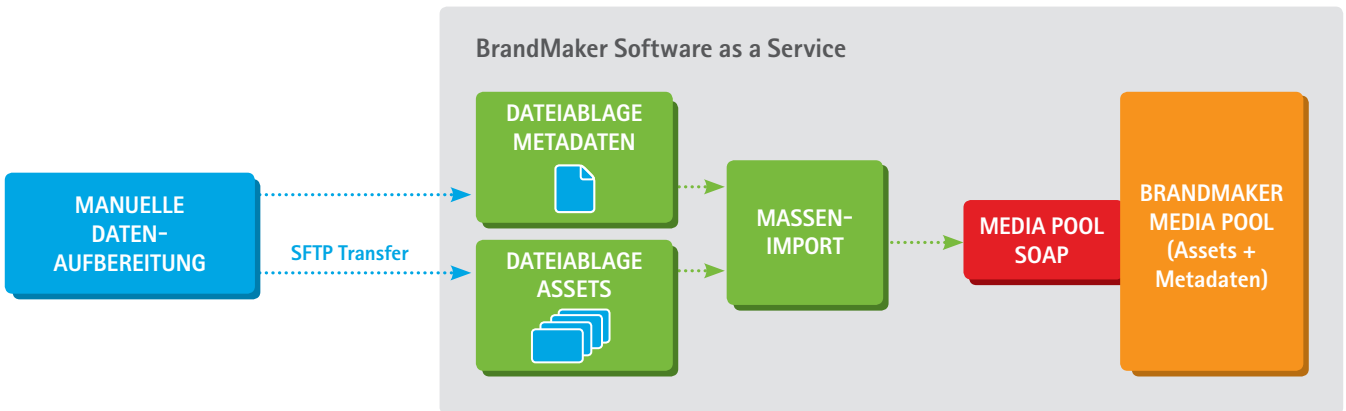 BrandMaker Software as a Service
MANUELLE
DATEN-
AUFBEREITUNG
SFTP Transfer
DATEIABLAGE
METADATEN
DATEIABLAGE
ASSETS
MASSEN-
IMPORT
MEDIA POOL
SOAP
BRANDMAKER
MEDIA POOL
(Assets +
Metadaten)